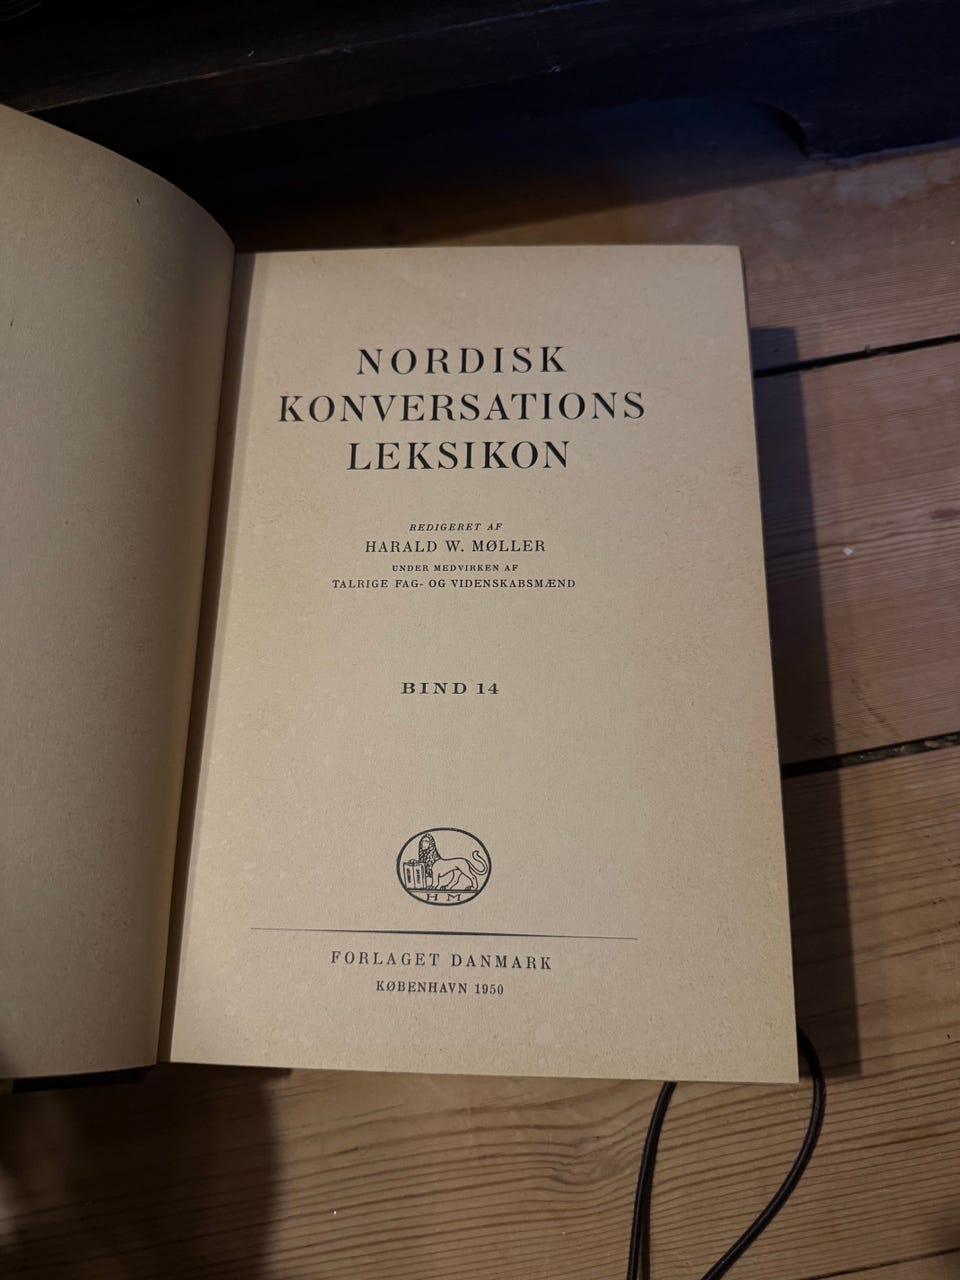 NORDISK
KONVERSATIONS
LEKSIKON
REDIGERET AF
HARALD W. MØLLER
UNDER MEDVIRKEN AF
TALRIGE FAG- OG VIDENSKABSMÆND
BIND 14
H M
FORLAGET DANMARK
KØBENHAVN 1950